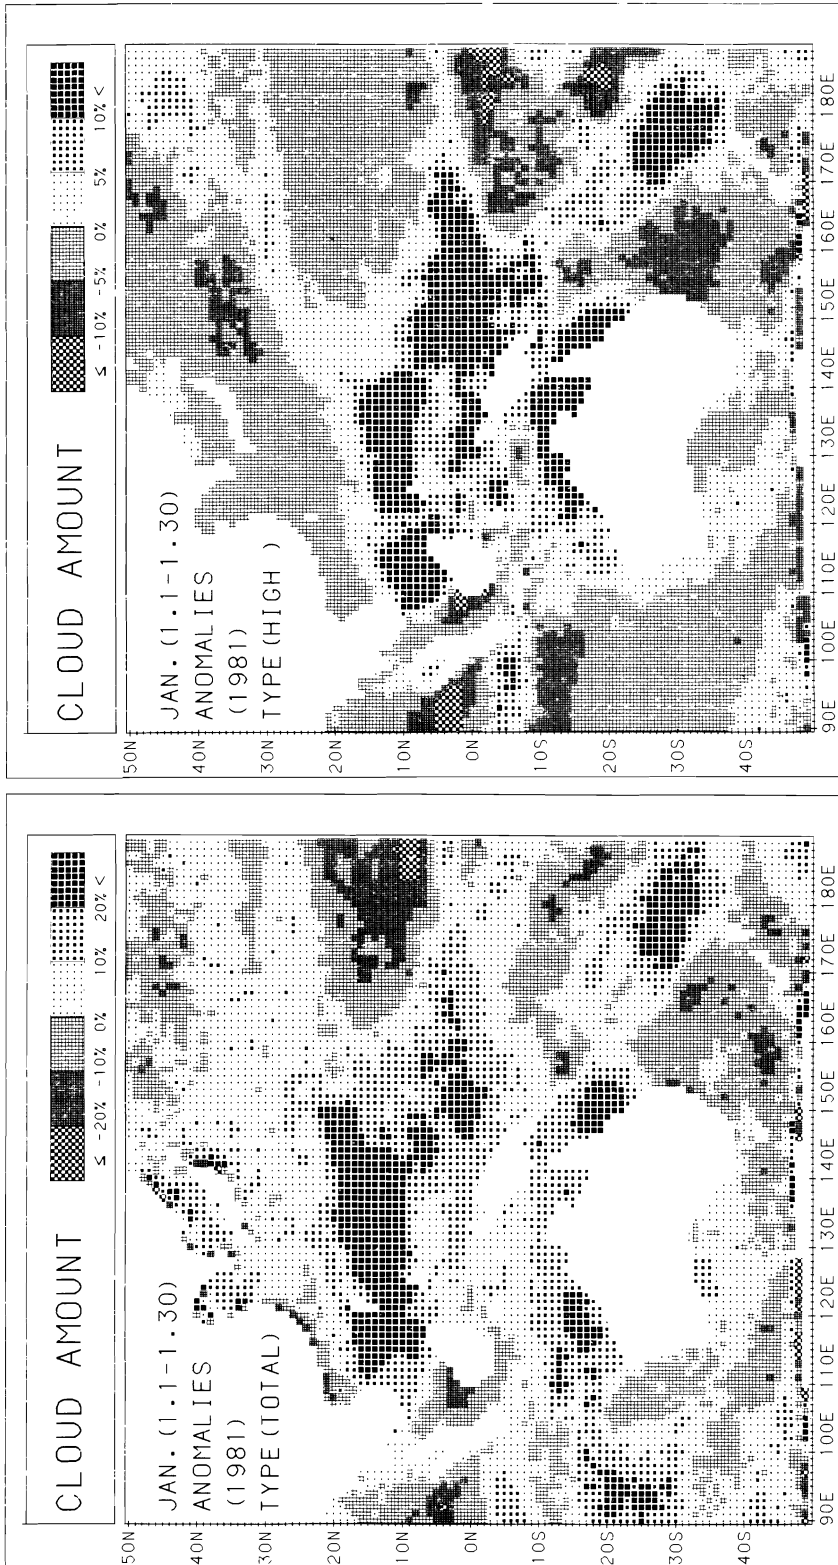 CLOUD AMOUNT
≤ -20% -10% 0% 10% 20% <
JAN.(1.1-1.30)
ANOMALIES
(1981)
TYPE(TOTAL)
50N
40N
30N
20N
10N
0N
10S
20S
30S
40S
90E 100E 110E 120E 130E 140E 150E 160E 170E 180E
CLOUD AMOUNT
≤ -10% -5% 0% 5% 10% <
JAN.(1.1-1.30)
ANOMALIES
(1981)
TYPE(HIGH )
50N
40N
30N
20N
10N
0N
10S
20S
30S
40S
90E 100E 110E 120E 130E 140E 150E 160E 170E 180E